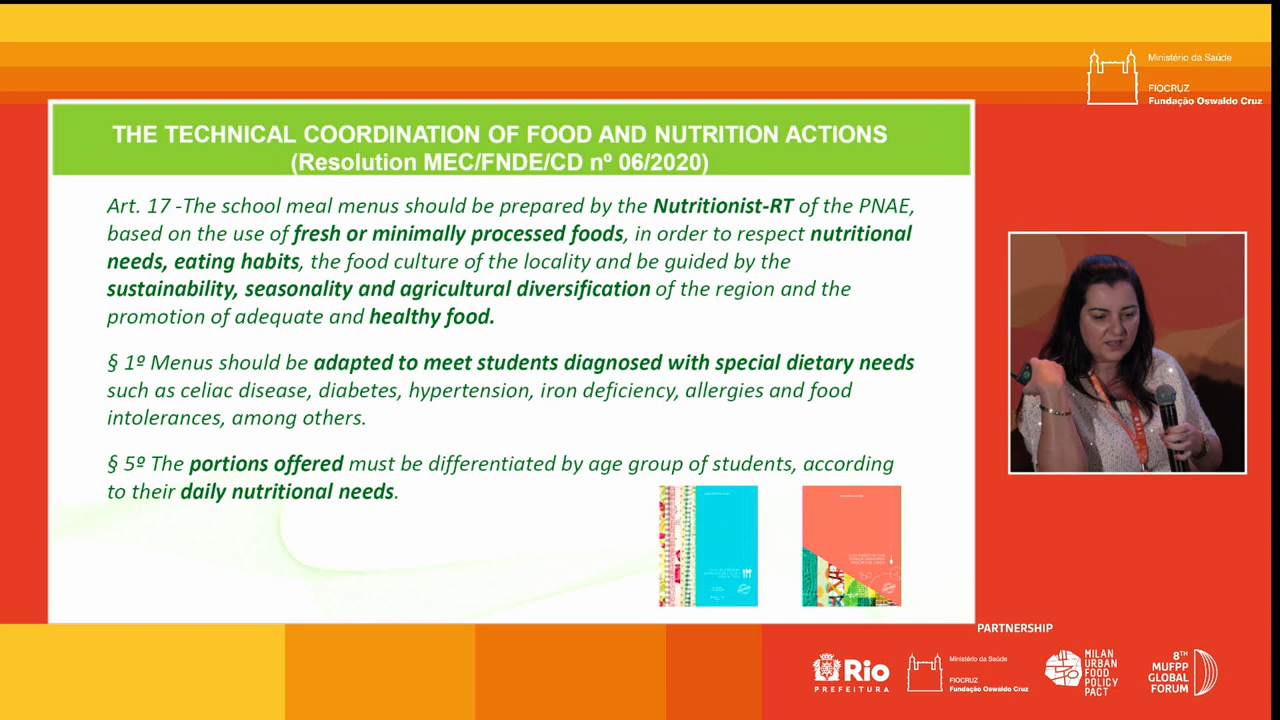 Ministério da Saúde
FIOCRUZ
Fundação Oswaldo Cruz
THE TECHNICAL COORDINATION OF FOOD AND NUTRITION ACTIONS
(Resolution MEC/FNDE/CD nº 06/2020)
Art. 17 -The school meal menus should be prepared by the Nutritionist-RT of the PNAE,
based on the use of fresh or minimally processed foods, in order to respect nutritional
needs, eating habits, the food culture of the locality and be guided by the
sustainability, seasonality and agricultural diversification of the region and the
promotion of adequate and healthy food.
§ 1º Menus should be adapted to meet students diagnosed with special dietary needs
such as celiac disease, diabetes, hypertension, iron deficiency, allergies and food
intolerances, among others.
§ 5º The portions offered must be differentiated by age group of students, according
to their daily nutritional needs.
PARTNERSHIP
Rio
PREFEITURA
Ministério da Saúde
FIOCRUZ
Fundação Oswaldo Cruz
MILAN
URBAN
FOOD
POLICY
PACT
8TH
MUFPP
GLOBAL
FORUM